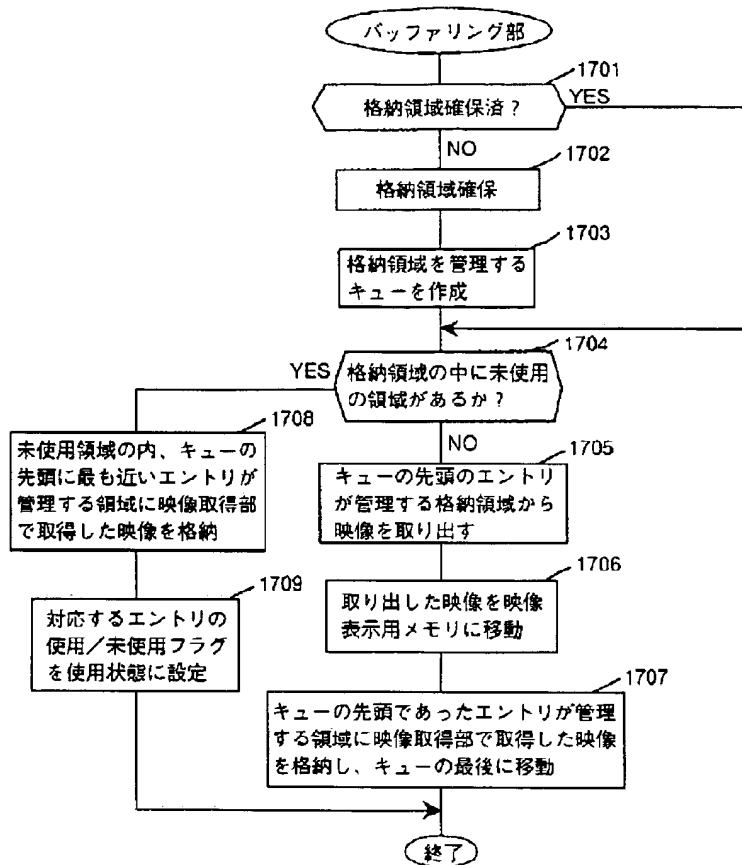 バッファリング部
1701
格納領域確保済？
YES
NO
1702
格納領域確保
1703
格納領域を管理する
キューを作成
1704
格納領域の中に未使用
の領域があるか？
YES
NO
1708
未使用領域の内、キューの
先頭に最も近いエントリが
管理する領域に映像取得部
で取得した映像を格納
1705
キューの先頭のエントリ
が管理する格納領域から
映像を取り出す
1709
対応するエントリの
使用／未使用フラグ
を使用状態に設定
1706
取り出した映像を映像
表示用メモリに移動
1707
キューの先頭であったエントリが管理
する領域に映像取得部で取得した映像
を格納し、キューの最後に移動
終了